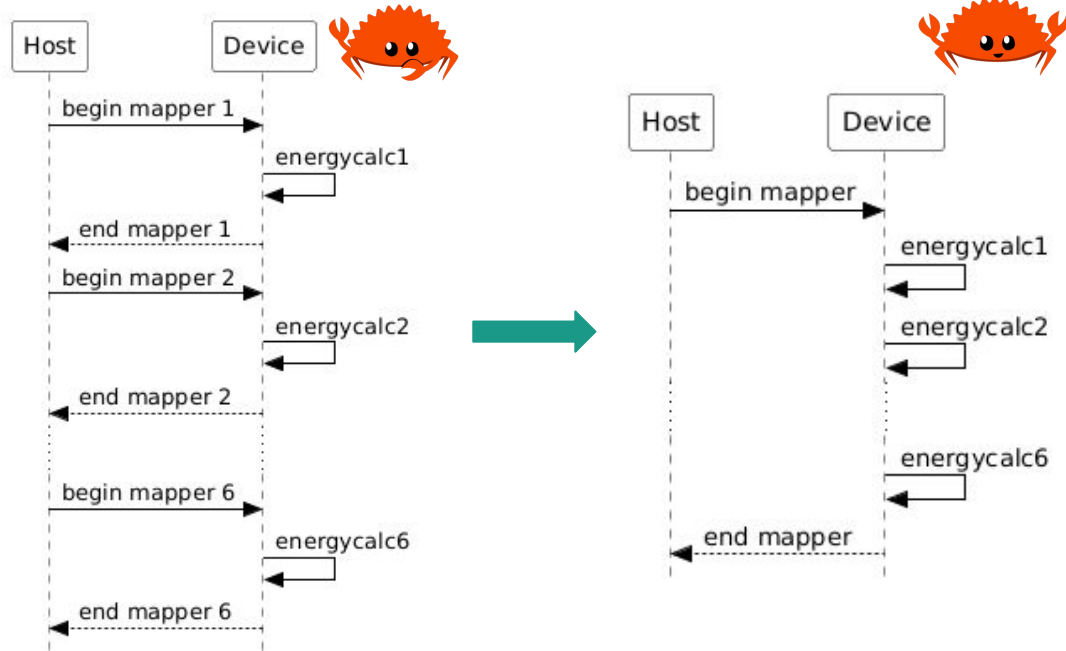 Host
Device
begin mapper 1
energycalc1
end mapper 1
begin mapper 2
energycalc2
end mapper 2
begin mapper 6
energycalc6
end mapper 6
Host
Device
begin mapper
energycalc1
energycalc2
energycalc6
end mapper